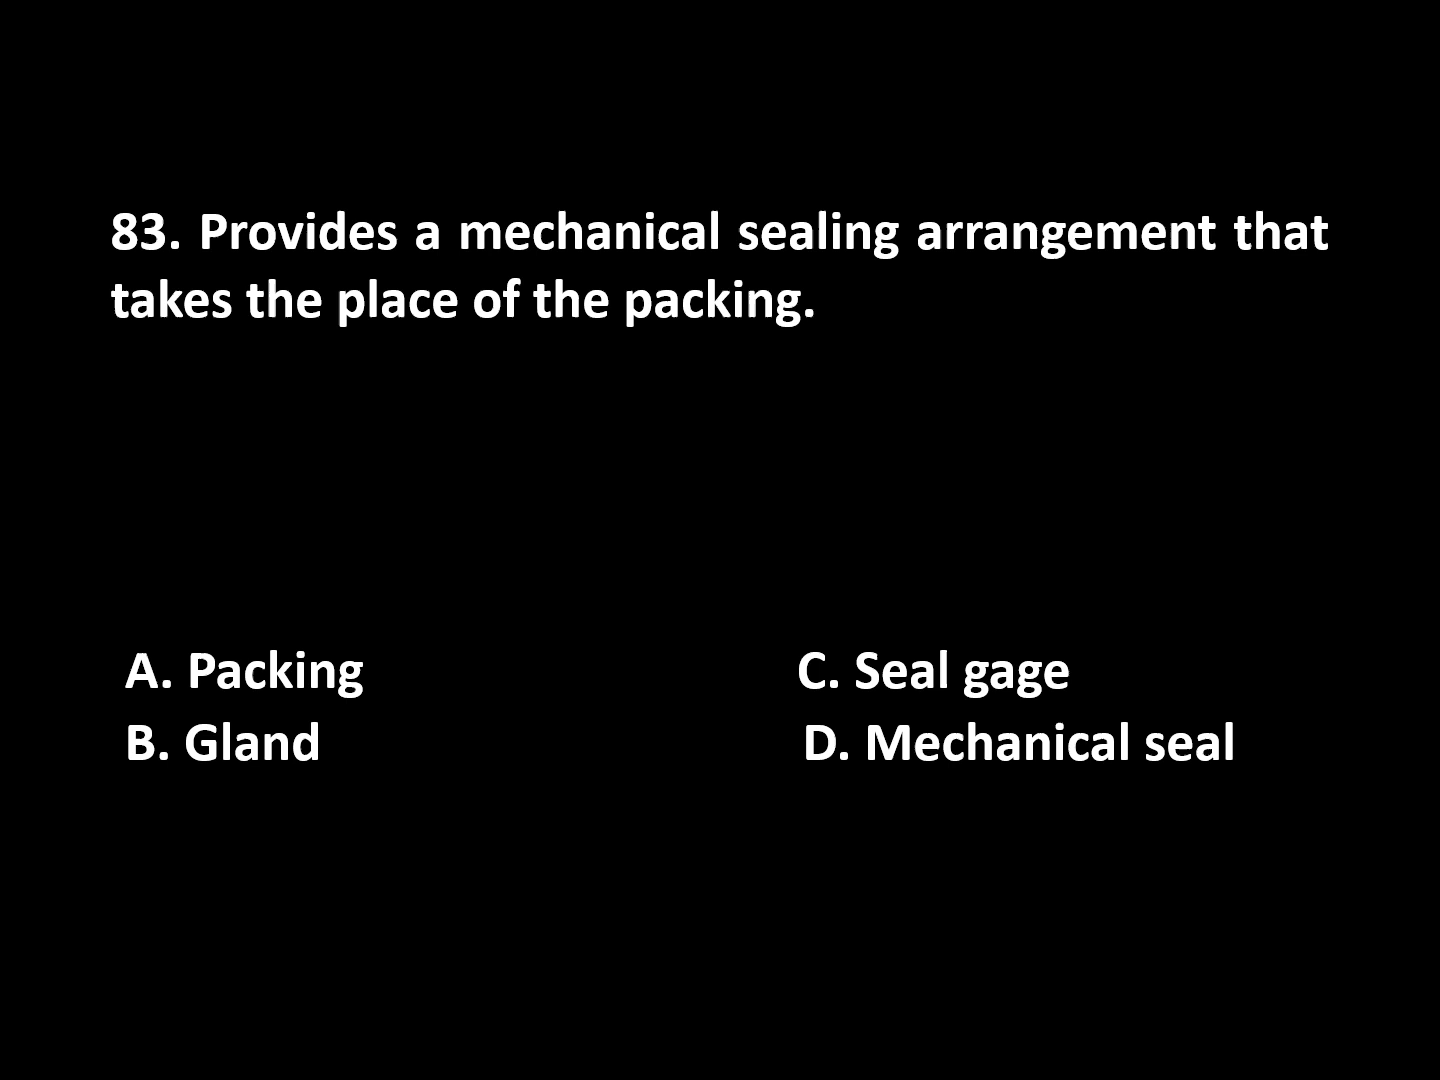 83. Provides a mechanical sealing arrangement that
takes the place of the packing.
A. Packing
B. Gland
C. Seal gage
D. Mechanical seal